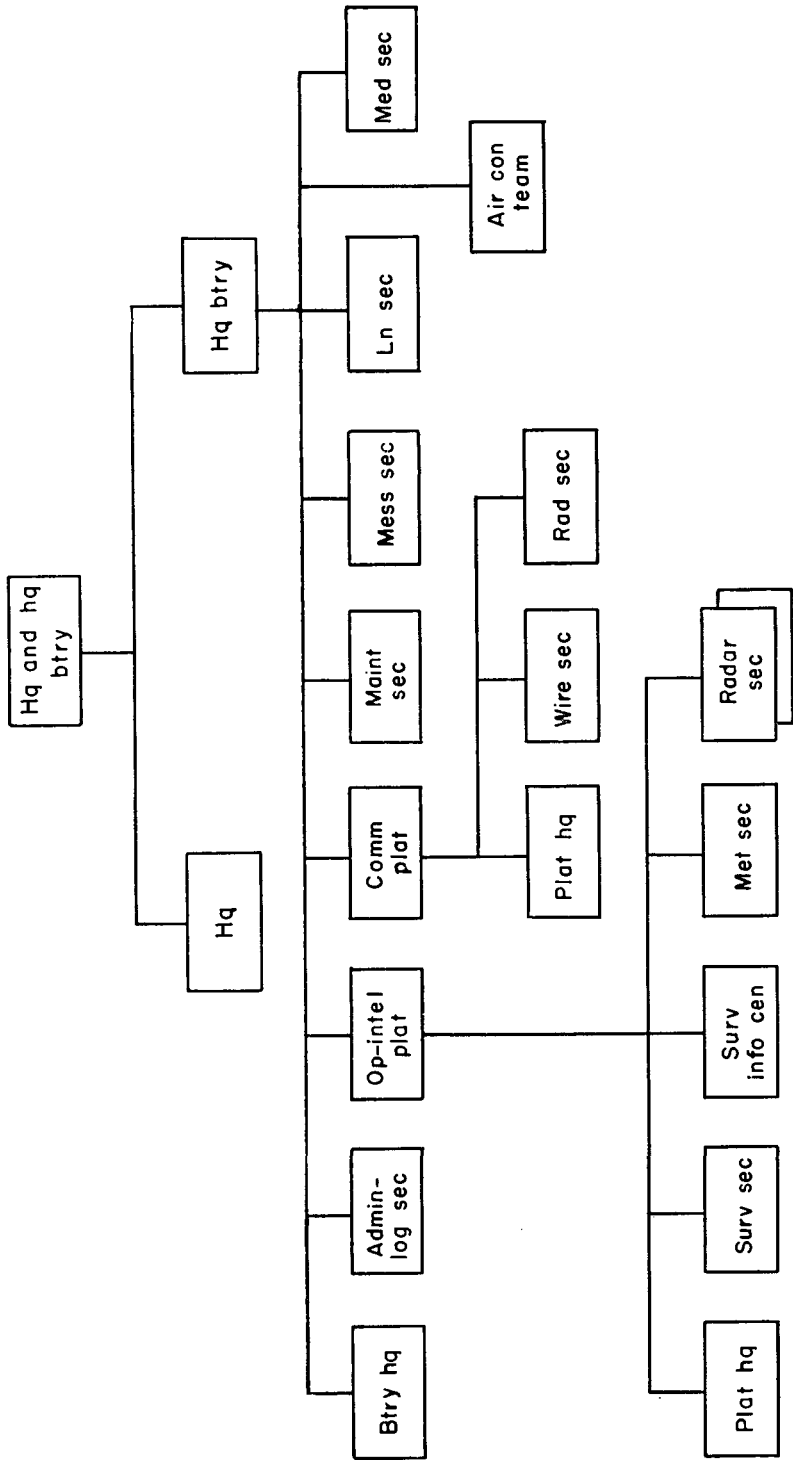 Hq and hq
btry
Hq
Hq btry
Btry hq
Admin-
log sec
Op-intel
plat
Comm
plat
Maint
sec
Mess sec
Ln sec
Air con
team
Med sec
Plat hq
Wire sec
Rad sec
Plat hq
Surv sec
Surv
info cen
Met sec
Radar
sec